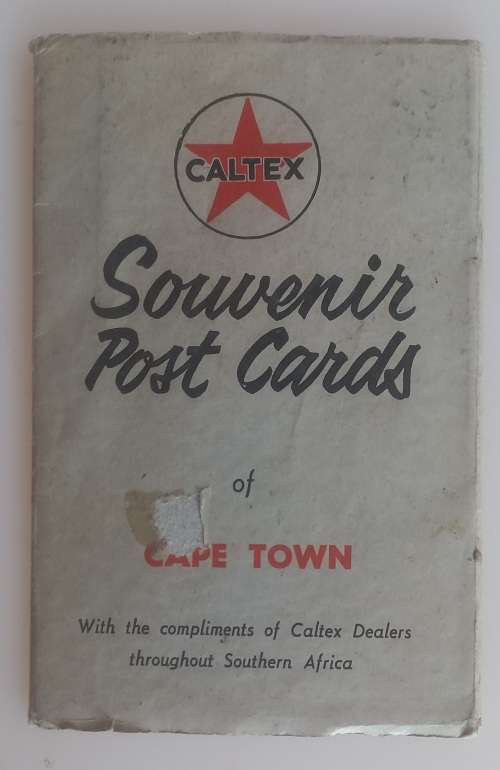 CALTEX
Souvenir
Post Cards
of
CAPE TOWN
With the compliments of Caltex Dealers
throughout Southern Africa